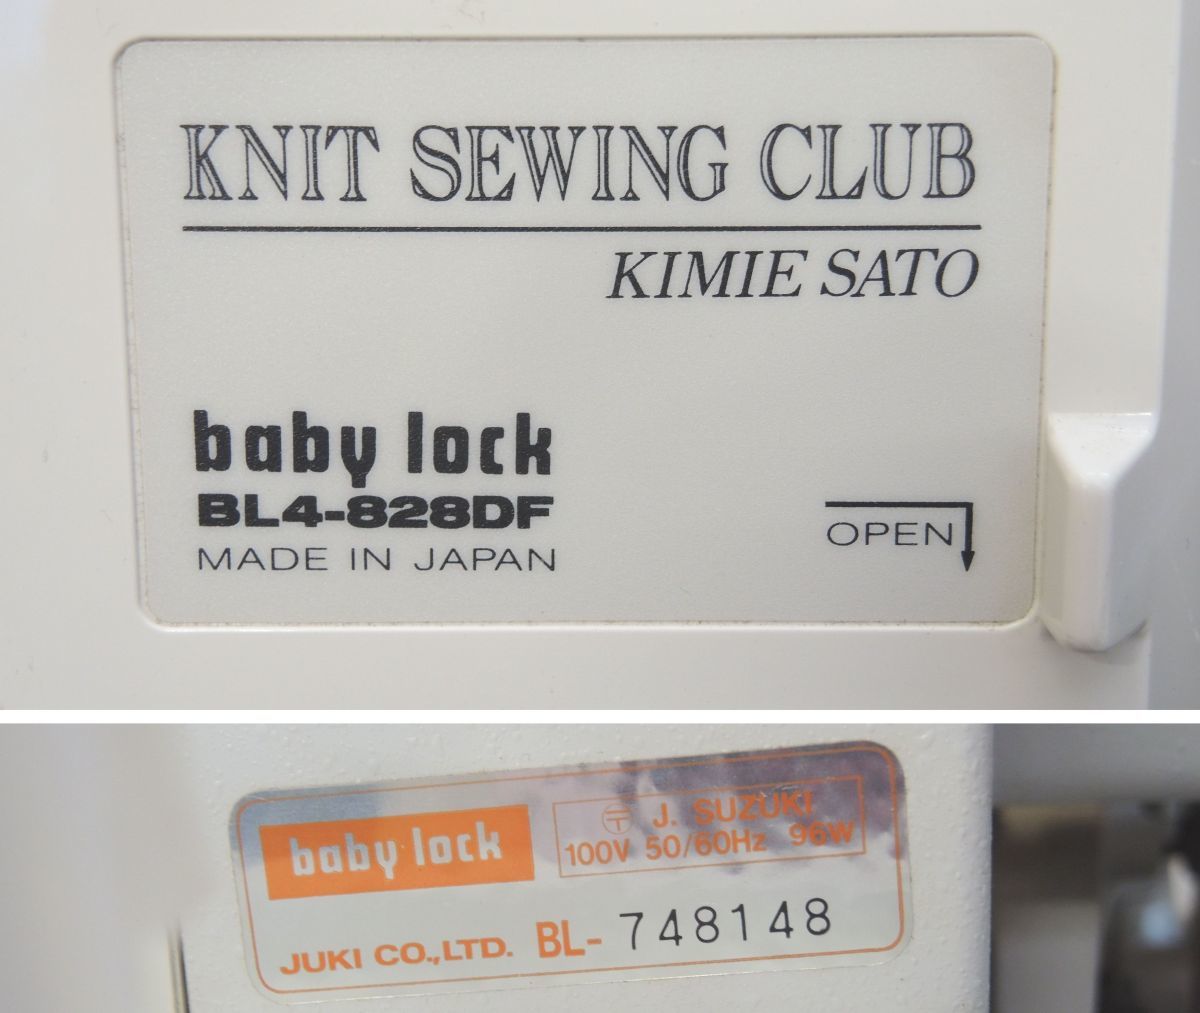 KNIT SEWING CLUB
KIMIE SATO
baby lock
BL4-828DF
MADE IN JAPAN
OPEN
baby lock
〒 J. SUZUKI
100V 50/60Hz 96W
JUKI CO.,LTD. BL-748148